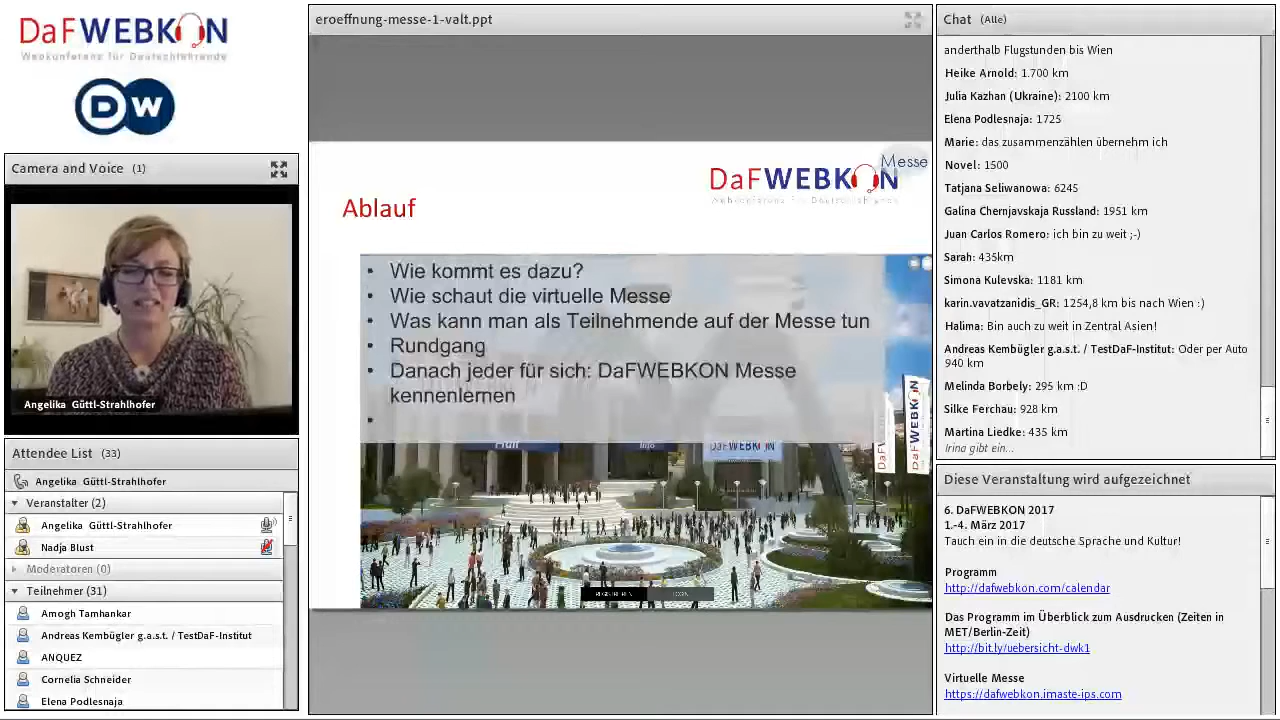 DaFWEBKON
Webkonferenz für Deutschlehrende
DW
Camera and Voice (1)
Angelika Güttl-Strahlhofer
Attendee List (33)
Angelika Güttl-Strahlhofer
Veranstalter (2)
Angelika Güttl-Strahlhofer
Nadja Blust
Moderatoren (0)
Teilnehmer (31)
Amogh Tamhankar
Andreas Kembügler g.a.s.t. / TestDaF-Institut
ANQUEZ
Cornelia Schneider
Elena Podlesnaja
eroeffnung-messe-1-valt.ppt
Messe
DaFWEBKON
Ablauf
• Wie kommt es dazu?
• Wie schaut die virtuelle Messe
• Was kann man als Teilnehmende auf der Messe tun
• Rundgang
• Danach jeder für sich: DaFWEBKON Messe
kennenlernen
•
Info
DaFWEBKON
DaFWEBKON
REGISTRIEREN LOGIN
Chat (Alle)
anderthalb Flugstunden bis Wien
Heike Arnold: 1.700 km
Julia Kazhan (Ukraine): 2100 km
Elena Podlesnaja: 1725
Marie: das zusammenzählen übernehm ich
Novel: 1500
Tatjana Seliwanowa: 6245
Galina Chernjavskaja Russland: 1951 km
Juan Carlos Romero: ich bin zu weit ;-)
Sarah: 435km
Simona Kulevska: 1181 km
karin.vavatzanidis_GR: 1254,8 km bis nach Wien :)
Halima: Bin auch zu weit in Zentral Asien!
Andreas Kembügler g.a.s.t. / TestDaF-Institut: Oder per Auto
940 km
Melinda Borbely: 295 km :D
Silke Ferchau: 928 km
Martina Liedke: 435 km
Irina gibt ein...
Diese Veranstaltung wird aufgezeichnet
6. DaFWEBKON 2017
1.-4. März 2017
Tauch ein in die deutsche Sprache und Kultur!
Programm
http://dafwebkon.com/calendar
Das Programm im Überblick zum Ausdrucken (Zeiten in
MET/Berlin-Zeit)
http://bit.ly/uebersicht-dwk1
Virtuelle Messe
https://dafwebkon.imaste-ips.com